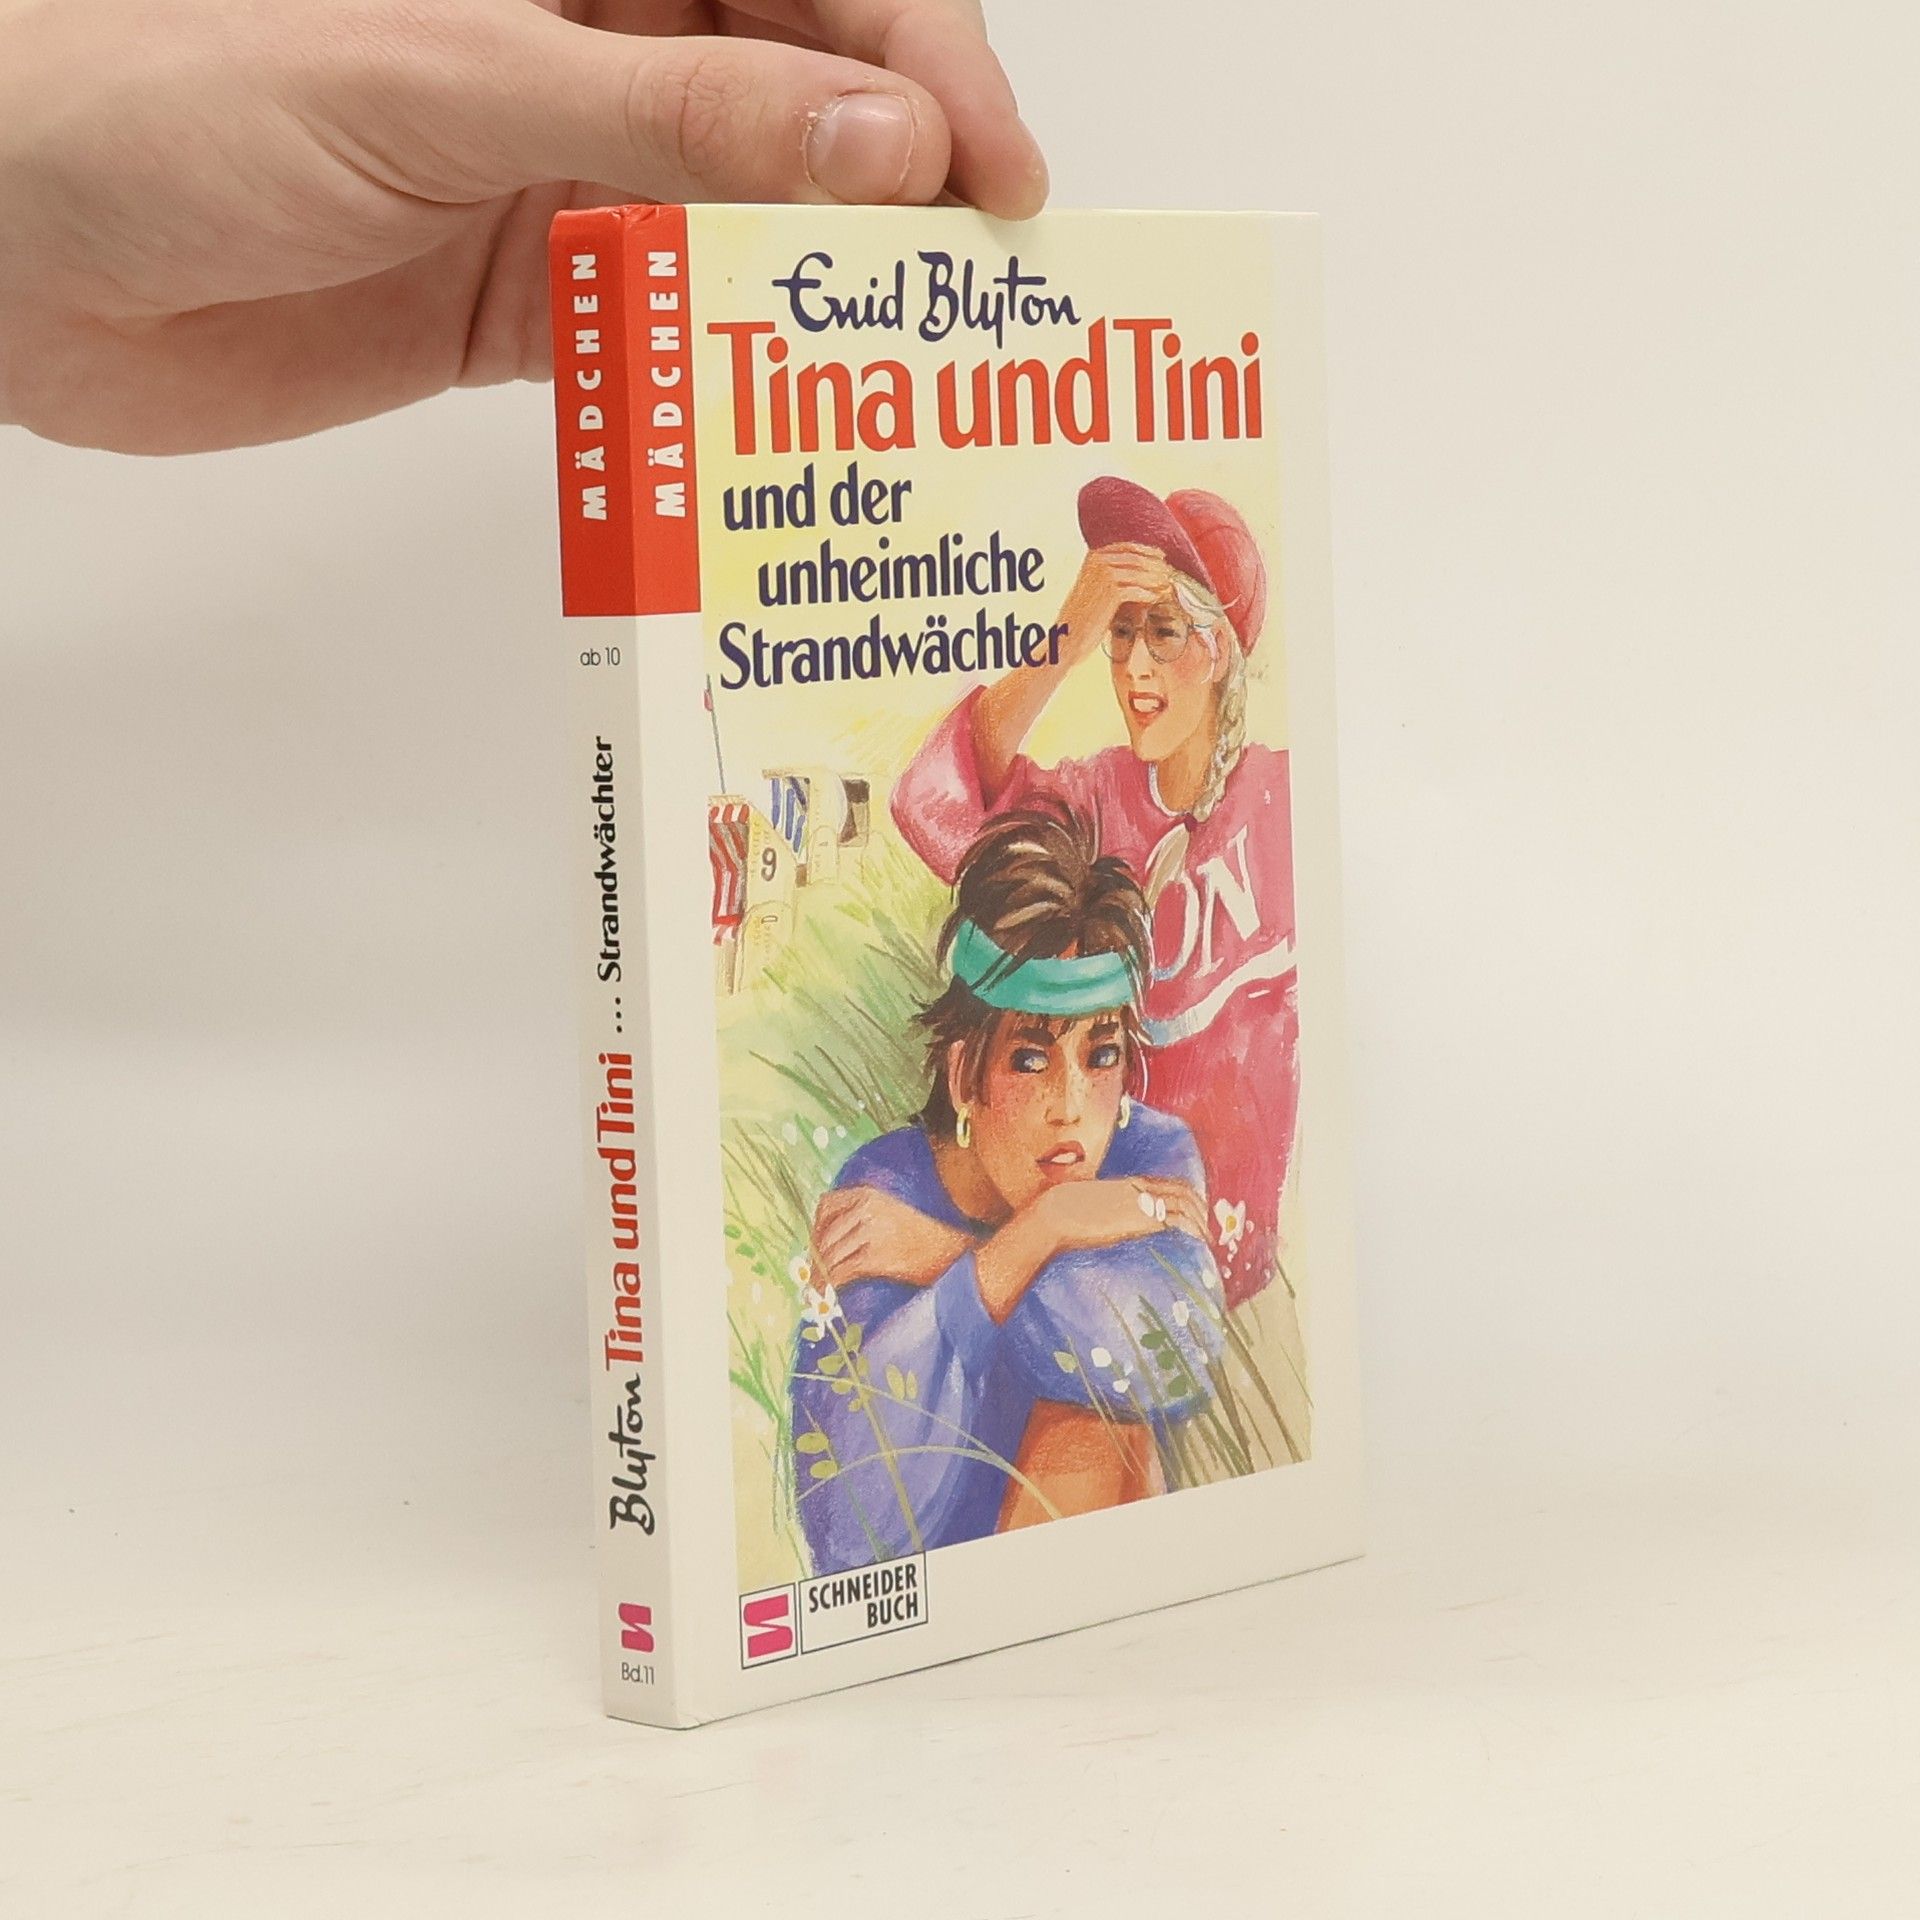 MÄDCHEN
ab 10
Blyton Tina und Tini ... Strandwächter
Bd.11
MÄDCHEN
Enid Blyton
Tina und Tini
und der
unheimliche
Strandwächter
9
ON
SCHNEIDER
BUCH